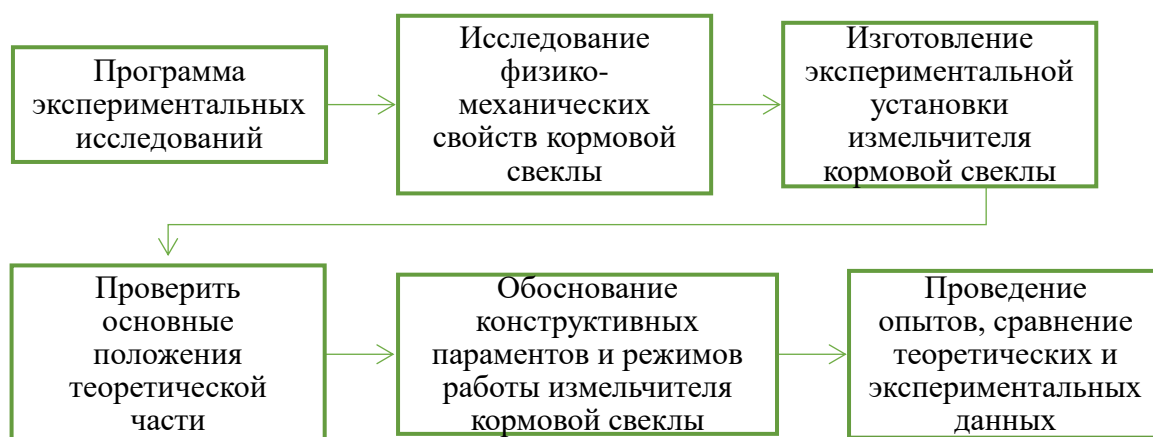 Программа
экспериментальных
исследований
Исследование
физико-
механических
свойств кормовой
свеклы
Изготовление
экспериментальной
установки
измельчителя
кормовой свеклы
Проверить
основные
положения
теоретической
части
Обоснование
конструктивных
параментов и режимов
работы измельчителя
кормовой свеклы
Проведение
опытов, сравнение
теоретических и
экспериментальных
данных